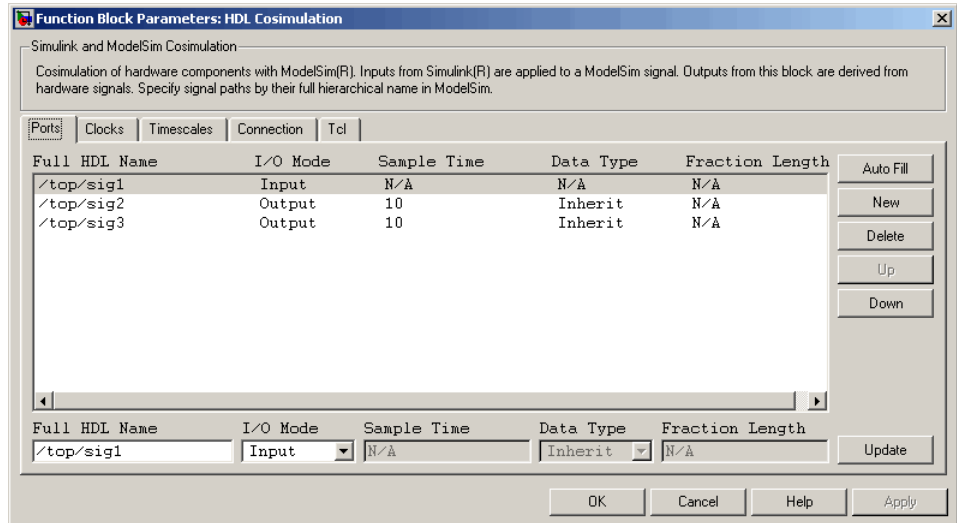 Function Block Parameters: HDL Cosimulation
Simulink and ModelSim Cosimulation
Cosimulation of hardware components with ModelSim(R). Inputs from Simulink(R) are applied to a ModelSim signal. Outputs from this block are derived from
hardware signals. Specify signal paths by their full hierarchical name in ModelSim.
Ports Clocks Timescales Connection Tcl
Full HDL Name I/O Mode Sample Time Data Type Fraction Length
/top/sig1 Input N/A N/A N/A
/top/sig2 Output 10 Inherit N/A
/top/sig3 Output 10 Inherit N/A
Auto Fill
New
Delete
Up
Down
Full HDL Name I/O Mode Sample Time Data Type Fraction Length
/top/sig1 Input N/A Inherit N/A Update
OK Cancel Help Apply